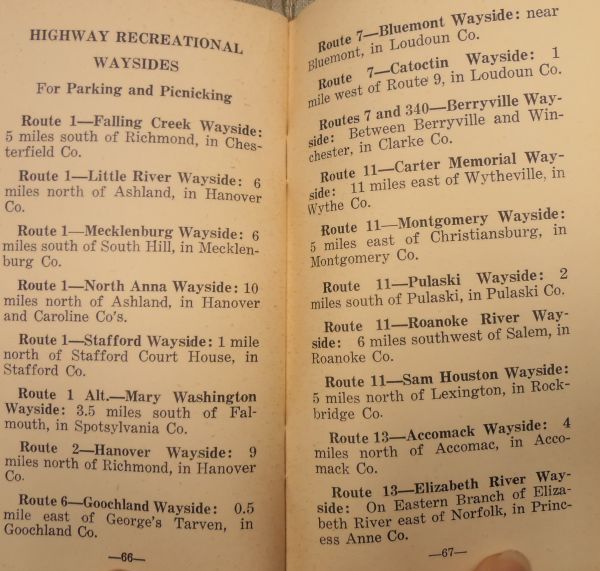 HIGHWAY RECREATIONAL
WAYSIDES
For Parking and Picnicking
Route 1—Falling Creek Wayside:
5 miles south of Richmond, in Ches-
terfield Co.
Route 1—Little River Wayside: 6
miles north of Ashland, in Hanover
Co.
Route 1—Mecklenburg Wayside: 6
miles south of South Hill, in Mecklen-
burg Co.
Route 1—North Anna Wayside: 10
miles north of Ashland, in Hanover
and Caroline Co's.
Route 1—Stafford Wayside: 1 mile
north of Stafford Court House, in
Stafford Co.
Route 1 Alt.—Mary Washington
Wayside: 3.5 miles south of Fal-
mouth, in Spotsylvania Co.
Route 2—Hanover Wayside: 9
miles north of Richmond, in Hanover
Co.
Route 6—Goochland Wayside: 0.5
mile east of George's Tarven, in
Goochland Co.
—66—
Route 7—Bluemont Wayside: near
Bluemont, in Loudoun Co.
Route 7—Catoctin Wayside: 1
mile west of Route 9, in Loudoun Co.
Routes 7 and 340—Berryville Way-
side: Between Berryville and Win-
chester, in Clarke Co.
Route 11—Carter Memorial Way-
side: 11 miles east of Wytheville, in
Wythe Co.
Route 11—Montgomery Wayside:
5 miles east of Christiansburg, in
Montgomery Co.
Route 11—Pulaski Wayside: 2
miles south of Pulaski, in Pulaski Co.
Route 11—Roanoke River Way-
side: 6 miles southwest of Salem, in
Roanoke Co.
Route 11—Sam Houston Wayside:
5 miles north of Lexington, in Rock-
bridge Co.
Route 13—Accomack Wayside: 4
miles north of Accomac, in Acco-
mack Co.
Route 13—Elizabeth River Way-
side: On Eastern Branch of Eliza-
beth River east of Norfolk, in Princ-
ess Anne Co.
—67—